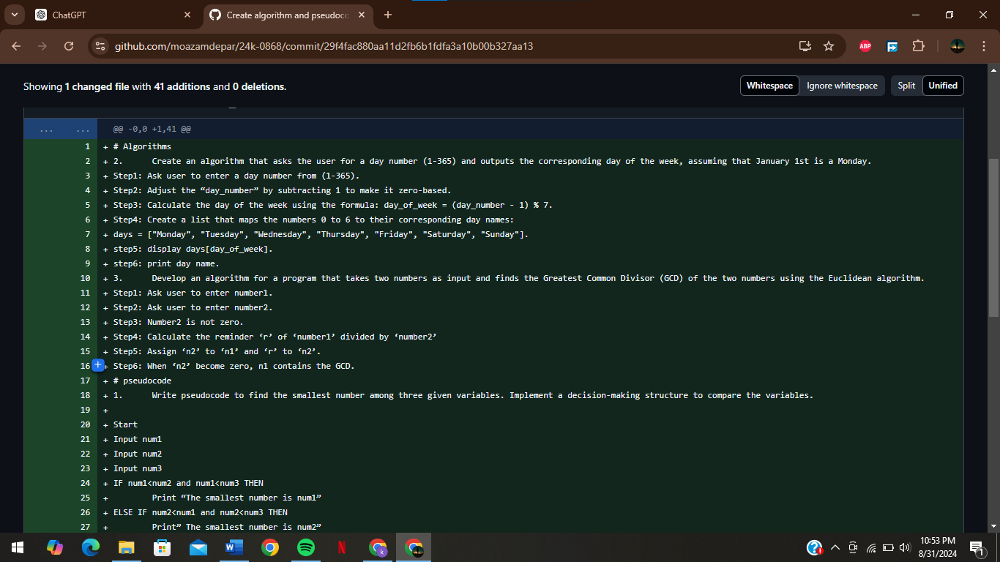 ChatGPT
Create algorithm and pseudoco
github.com/moazamdepar/24k-0868/commit/29f4fac880aa11d2fb6b1fdfa3a10b00b327aa13
ABP
Showing 1 changed file with 41 additions and 0 deletions.
Whitespace Ignore whitespace Split Unified
... ... @@ -0,0 +1,41 @@
1 + # Algorithms
2 + 2. Create an algorithm that asks the user for a day number (1-365) and outputs the corresponding day of the week, assuming that January 1st is a Monday.
3 + Step1: Ask user to enter a day number from (1-365).
4 + Step2: Adjust the “day_number” by subtracting 1 to make it zero-based.
5 + Step3: Calculate the day of the week using the formula: day_of_week = (day_number - 1) % 7.
6 + Step4: Create a list that maps the numbers 0 to 6 to their corresponding day names:
7 + days = ["Monday", "Tuesday", "Wednesday", "Thursday", "Friday", "Saturday", "Sunday"].
8 + step5: display days[day_of_week].
9 + step6: print day name.
10 + 3. Develop an algorithm for a program that takes two numbers as input and finds the Greatest Common Divisor (GCD) of the two numbers using the Euclidean algorithm.
11 + Step1: Ask user to enter number1.
12 + Step2: Ask user to enter number2.
13 + Step3: Number2 is not zero.
14 + Step4: Calculate the reminder ‘r’ of ‘number1’ divided by ‘number2’
15 + Step5: Assign ‘n2’ to ‘n1’ and ‘r’ to ‘n2’.
16 + Step6: When ‘n2’ become zero, n1 contains the GCD.
17 + # pseudocode
18 + 1. Write pseudocode to find the smallest number among three given variables. Implement a decision-making structure to compare the variables.
19 +
20 + Start
21 + Input num1
22 + Input num2
23 + Input num3
24 + IF num1<num2 and num1<num3 THEN
25 + Print “The smallest number is num1”
26 + ELSE IF num2<num1 and num2<num3 THEN
27 + Print” The smallest number is num2”
10:53 PM
8/31/2024
1